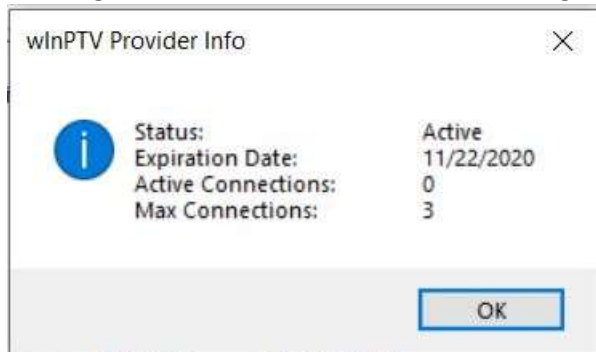 wInPTV Provider Info
Status: Active
Expiration Date: 11/22/2020
Active Connections: 0
Max Connections: 3
OK